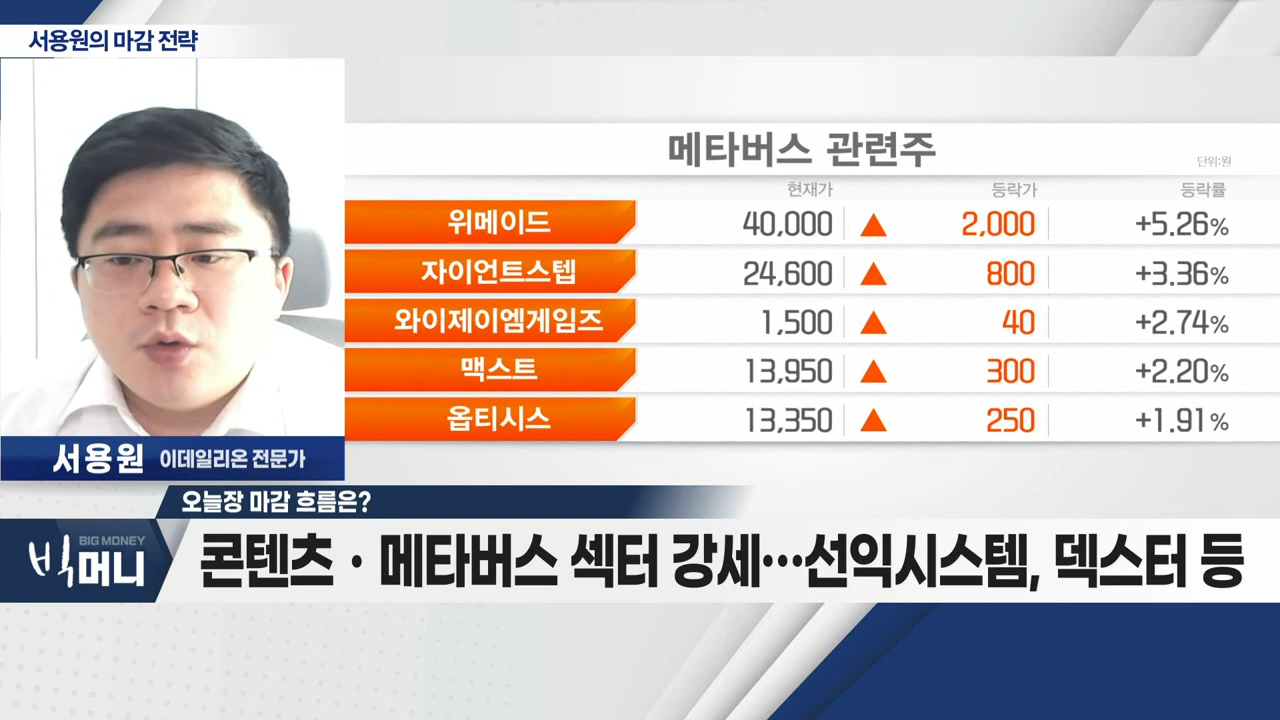 서용원의 마감 전략
메타버스 관련주
단위:원
현재가 등락가 등락률
위메이드 40,000 ▲ 2,000 +5.26%
자이언트스텝 24,600 ▲ 800 +3.36%
와이제이엠게임즈 1,500 ▲ 40 +2.74%
맥스트 13,950 ▲ 300 +2.20%
옵티시스 13,350 ▲ 250 +1.91%
서용원 이데일리온 전문가
오늘장 마감 흐름은?
BIG MONEY
빅머니
콘텐츠·메타버스 섹터 강세…선익시스템, 덱스터 등